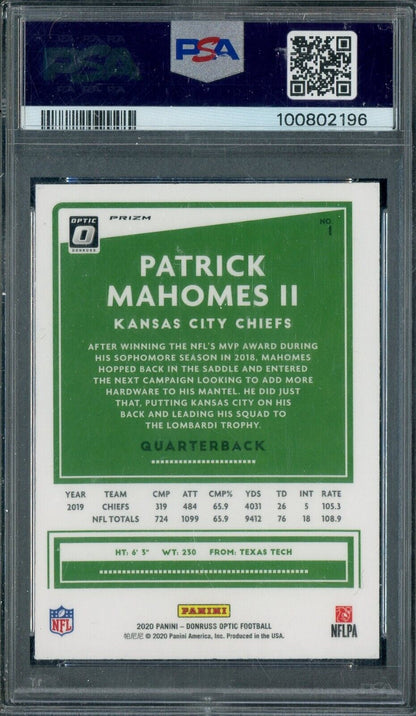 PSA
PSA
100802196
OPTIC
DONRUSS
PRIZM
NO.
1
PATRICK
MAHOMES II
KANSAS CITY CHIEFS
AFTER WINNING THE NFL'S MVP AWARD DURING
HIS SOPHOMORE SEASON IN 2018, MAHOMES
HOPPED BACK IN THE SADDLE AND ENTERED
THE NEXT CAMPAIGN LOOKING TO ADD MORE
HARDWARE TO HIS MANTEL. HE DID JUST
THAT, PUTTING KANSAS CITY ON HIS
BACK AND LEADING HIS SQUAD TO
THE LOMBARDI TROPHY.
QUARTERBACK
YEAR TEAM CMP ATT CMP% YDS TD INT RATE
2019 CHIEFS 319 484 65.9 4031 26 5 105.3
NFL TOTALS 724 1099 65.9 9412 76 18 108.9
HT: 6' 3" WT: 230 FROM: TEXAS TECH
NFL
PANINI
NFLPA
2020 PANINI – DONRUSS OPTIC FOOTBALL
帕尼尼 © 2020 Panini America, Inc. Produced in the USA.